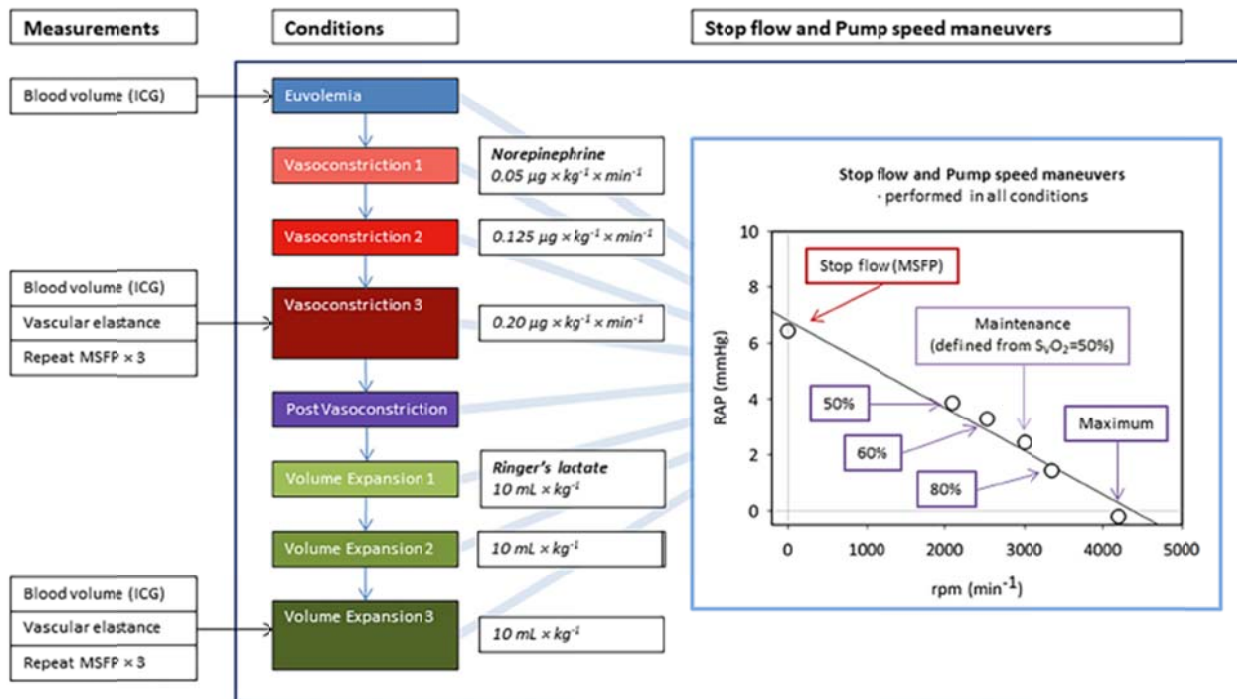 Measurements
Conditions
Stop flow and Pump speed maneuvers
Blood volume (ICG)
Euvolemia
Vasoconstriction 1
Norepinephrine
0.05 µg × kg⁻¹ × min⁻¹
Vasoconstriction 2
0.125 µg × kg⁻¹ × min⁻¹
Blood volume (ICG)
Vascular elastance
Repeat MSFP × 3
Vasoconstriction 3
0.20 µg × kg⁻¹ × min⁻¹
Post Vasoconstriction
Volume Expansion 1
Ringer's lactate
10 mL × kg⁻¹
Volume Expansion 2
10 mL × kg⁻¹
Blood volume (ICG)
Vascular elastance
Repeat MSFP × 3
Volume Expansion 3
10 mL × kg⁻¹
Stop flow and Pump speed maneuvers
· performed in all conditions
10
8
6
4
2
0
RAP (mmHg)
Stop flow (MSFP)
Maintenance
(defined from SᵥO₂=50%)
50%
60%
80%
Maximum
0
1000
2000
3000
4000
5000
rpm (min⁻¹)